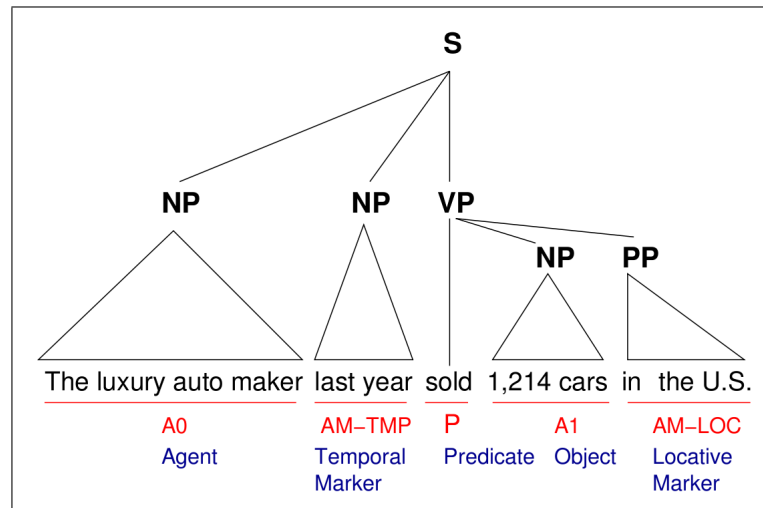 S
NP NP VP
NP PP
The luxury auto maker last year sold 1,214 cars in the U.S.
A0 AM−TMP P A1 AM−LOC
Agent Temporal Predicate Object Locative
Marker Marker